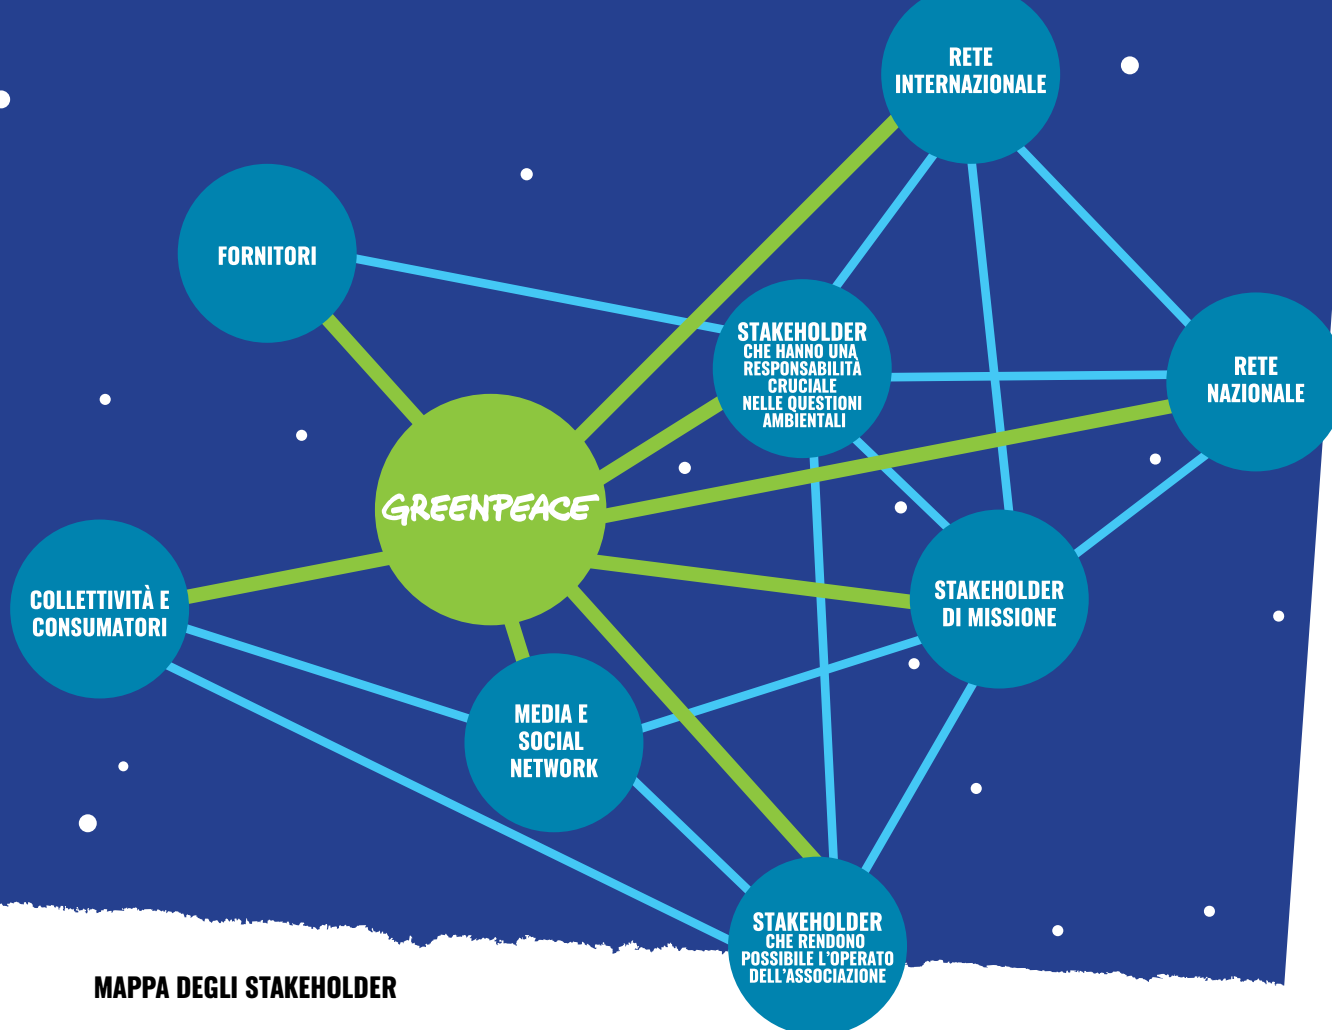 RETE
INTERNAZIONALE
FORNITORI
STAKEHOLDER
CHE HANNO UNA
RESPONSABILITÀ
CRUCIALE
NELLE QUESTIONI
AMBIENTALI
RETE
NAZIONALE
GREENPEACE
COLLETTIVITÀ E
CONSUMATORI
STAKEHOLDER
DI MISSIONE
MEDIA E
SOCIAL
NETWORK
STAKEHOLDER
CHE RENDONO
POSSIBILE L'OPERATO
DELL'ASSOCIAZIONE
MAPPA DEGLI STAKEHOLDER